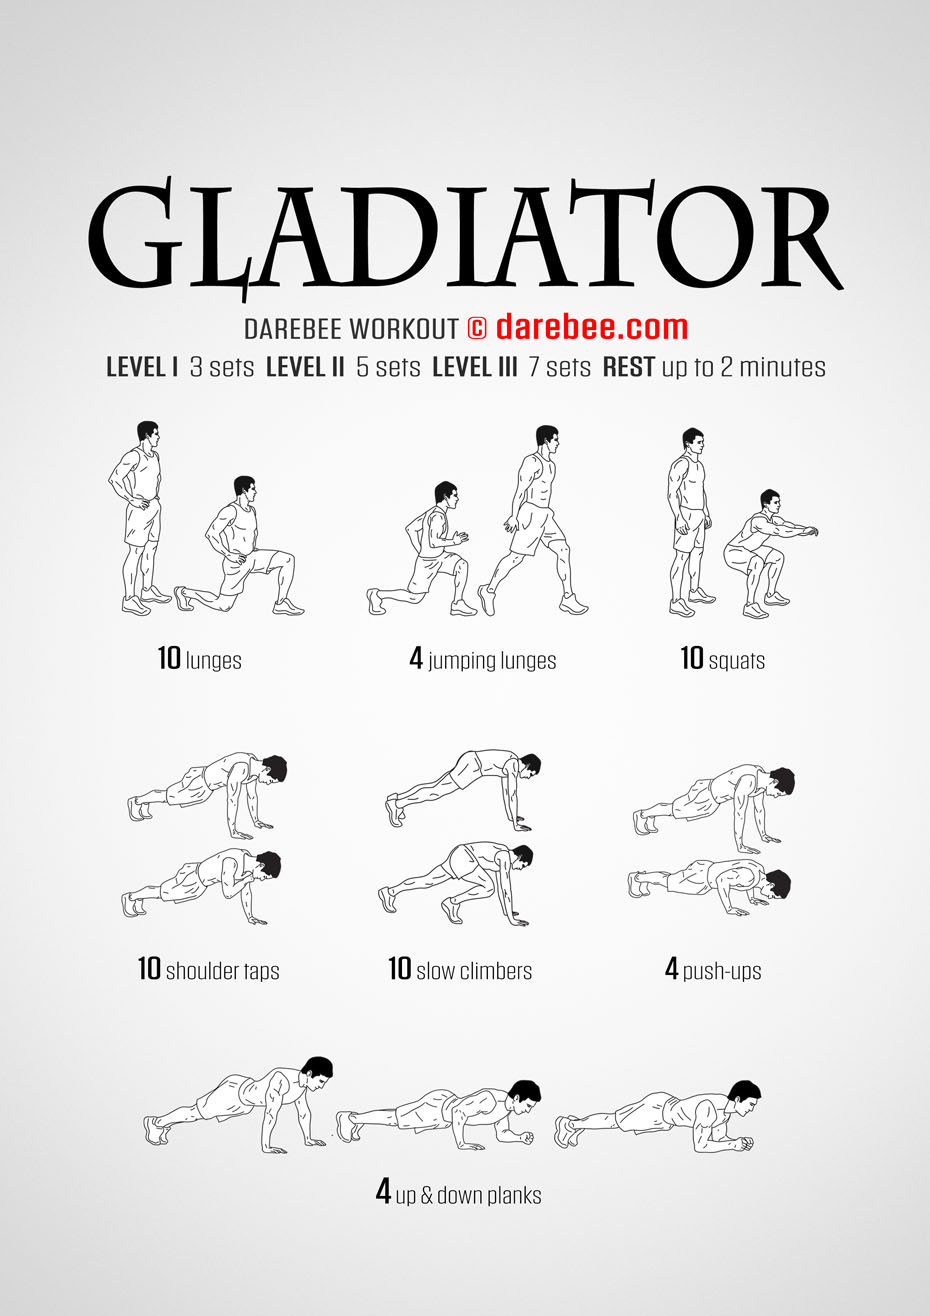 GLADIATOR
DAREBEE WORKOUT © darebee.com
LEVEL I 3 sets LEVEL II 5 sets LEVEL III 7 sets REST up to 2 minutes
10 lunges
4 jumping lunges
10 squats
10 shoulder taps
10 slow climbers
4 push-ups
4 up & down planks